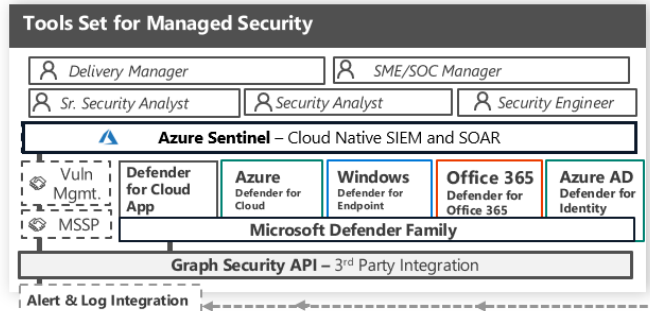 Tools Set for Managed Security
Delivery Manager
SME/SOC Manager
Sr. Security Analyst
Security Analyst
Security Engineer
Azure Sentinel – Cloud Native SIEM and SOAR
Vuln
Mgmt.
MSSP
Defender
for Cloud
App
Azure
Defender for
Cloud
Windows
Defender for
Endpoint
Office 365
Defender for
Office 365
Azure AD
Defender for
Identity
Microsoft Defender Family
Graph Security API – 3rd Party Integration
Alert & Log Integration